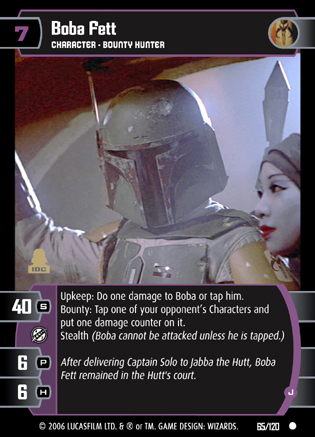 7
Boba Fett
CHARACTER • BOUNTY HUNTER
IDC
40 S
Upkeep: Do one damage to Boba or tap him.
Bounty: Tap one of your opponent's Characters and
put one damage counter on it.
Stealth (Boba cannot be attacked unless he is tapped.)
6 P
After delivering Captain Solo to Jabba the Hutt, Boba
Fett remained in the Hutt's court.
6 H
J
© 2006 LUCASFILM LTD. & ® or TM. GAME DESIGN: WIZARDS.
65/120